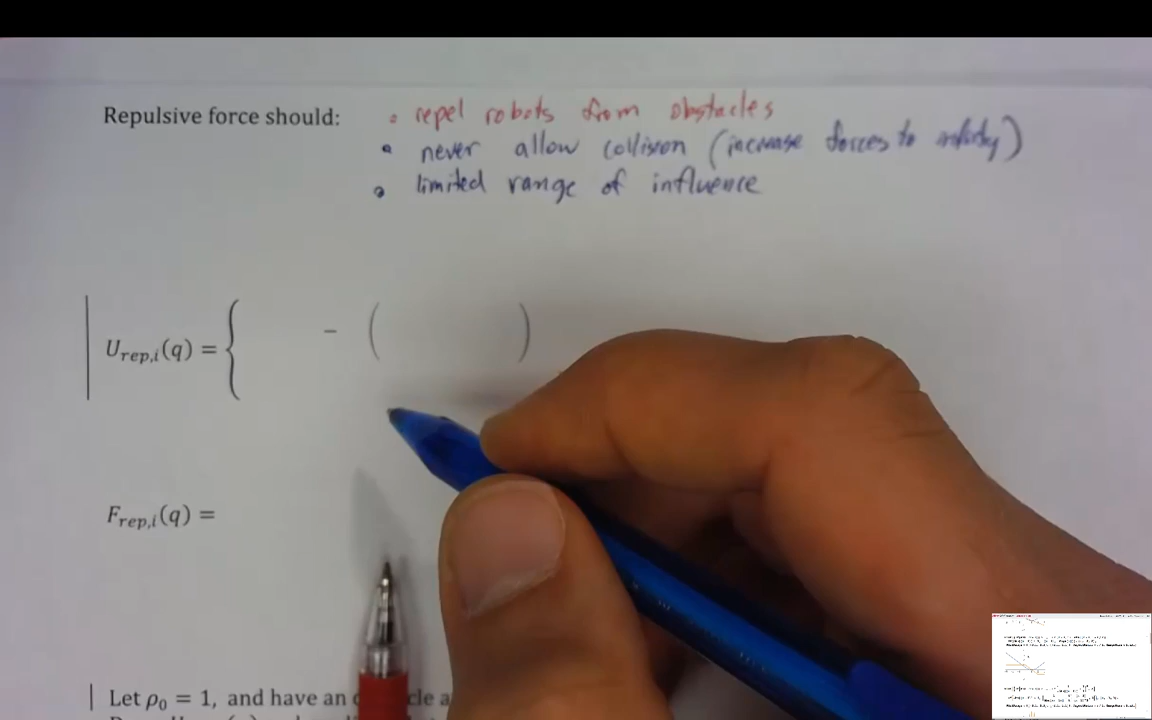 Repulsive force should: • repel robots from obstacles
• never allow collision (increase forces to infinity)
• limited range of influence
U_rep,i(q) = { - ( )
F_rep,i(q) =
Let ρ₀ = 1, and have an